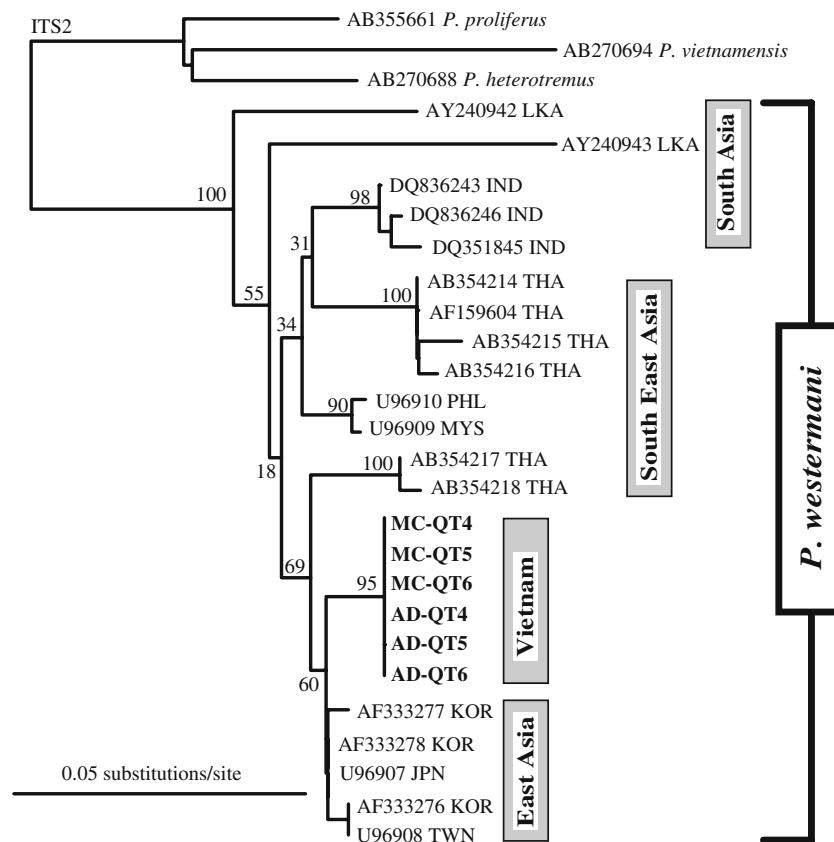 ITS2
AB355661 P. proliferus
AB270694 P. vietnamensis
AB270688 P. heterotremus
AY240942 LKA
AY240943 LKA
South Asia
100
DQ836243 IND
98
DQ836246 IND
DQ351845 IND
31
AB354214 THA
100
AF159604 THA
55
AB354215 THA
34
AB354216 THA
South East Asia
U96910 PHL
90
U96909 MYS
AB354217 THA
100
18
AB354218 THA
P. westermani
MC-QT4
MC-QT5
69
MC-QT6
95
AD-QT4
AD-QT5
AD-QT6
Vietnam
60
AF333277 KOR
AF333278 KOR
U96907 JPN
AF333276 KOR
U96908 TWN
East Asia
0.05 substitutions/site